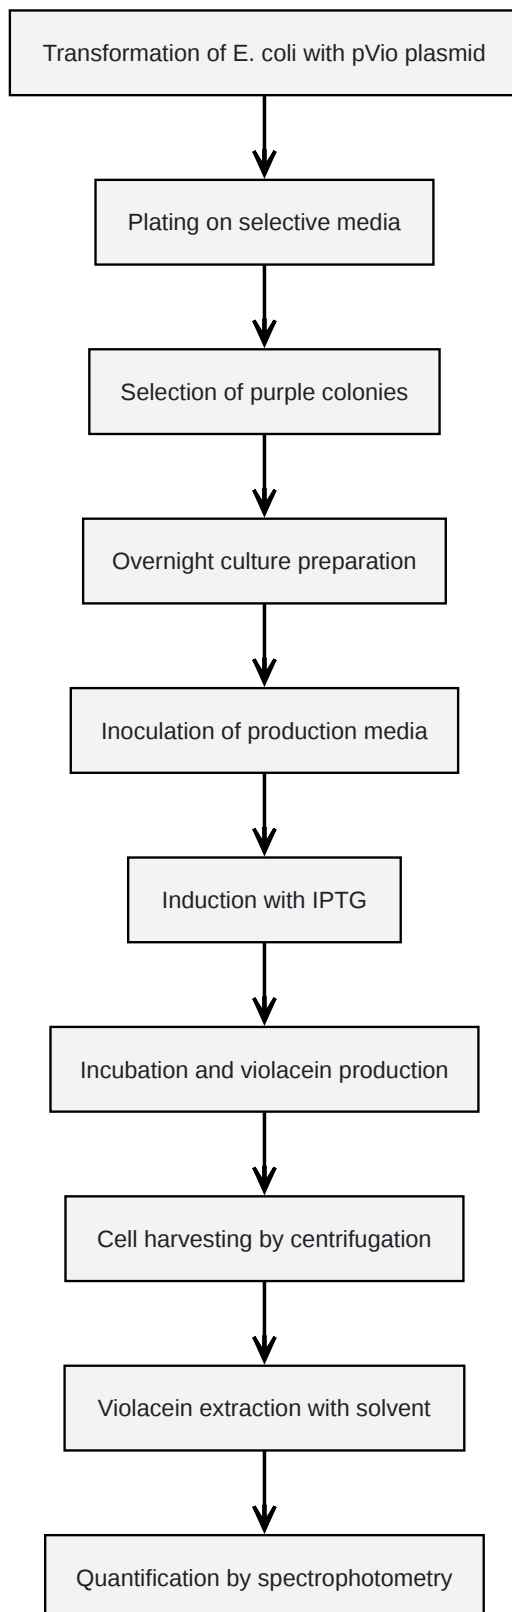 Transformation of E. coli with pVio plasmid
Plating on selective media
Selection of purple colonies
Overnight culture preparation
Inoculation of production media
Induction with IPTG
Incubation and violacein production
Cell harvesting by centrifugation
Violacein extraction with solvent
Quantification by spectrophotometry